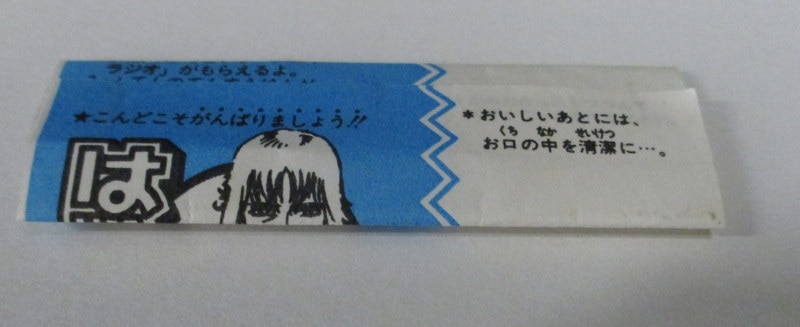 ラジオ」がもらえるよ。
★こんどこそがんばりましょう!!
は
*おいしいあとには、
くち なか せいけつ
お口の中を清潔に…。